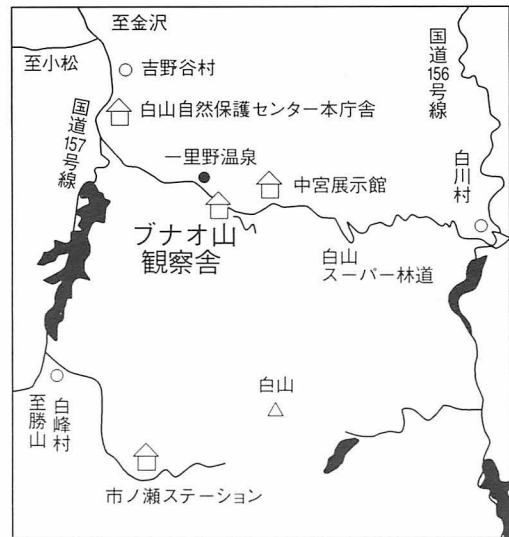 至金沢
至小松
吉野谷村
国道157号線
白山自然保護センター本庁舎
国道156号線
一里野温泉
中宮展示館
白川村
ブナオ山
観察舎
白山
スーパー林道
白山
白峰村
至勝山
市ノ瀬ステーション